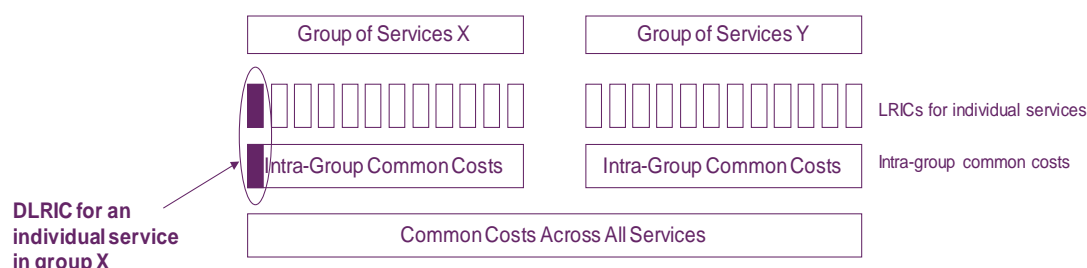 Group of Services X
Group of Services Y
LRICs for individual services
Intra-Group Common Costs
Intra-Group Common Costs
Intra-group common costs
DLRIC for an
individual service
in group X
Common Costs Across All Services